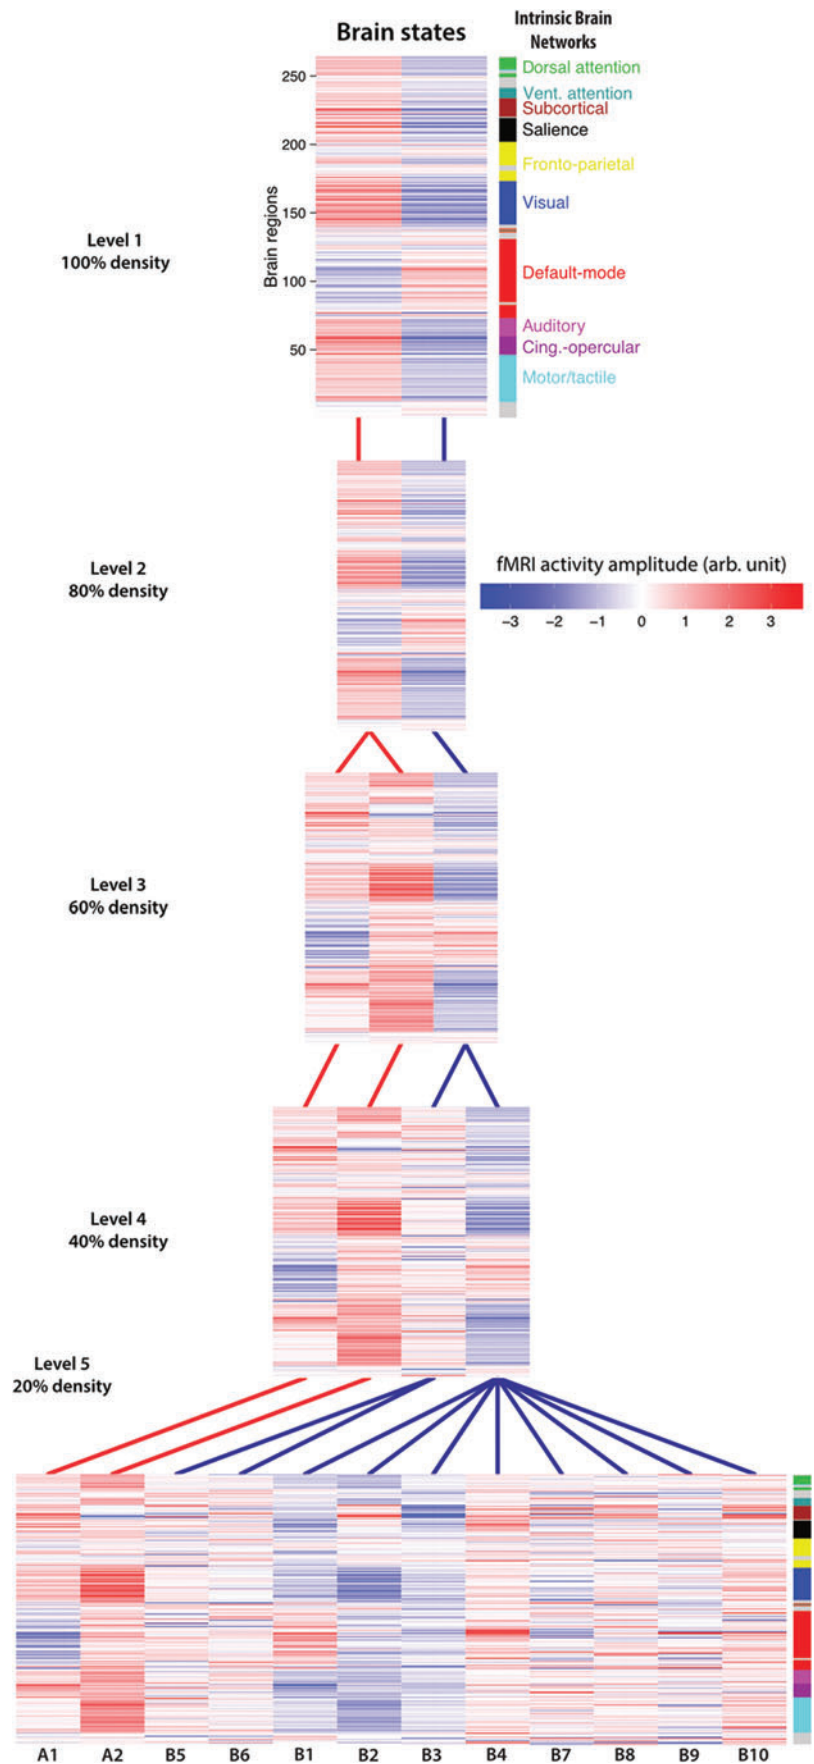 Brain states
Intrinsic Brain
Networks
Brain regions
250
200
150
100
50
Dorsal attention
Vent. attention
Subcortical
Salience
Fronto-parietal
Visual
Default-mode
Auditory
Cing.-opercular
Motor/tactile
Level 1
100% density
Level 2
80% density
fMRI activity amplitude (arb. unit)
−3 −2 −1 0 1 2 3
Level 3
60% density
Level 4
40% density
Level 5
20% density
A1 A2 B5 B6 B1 B2 B3 B4 B7 B8 B9 B10